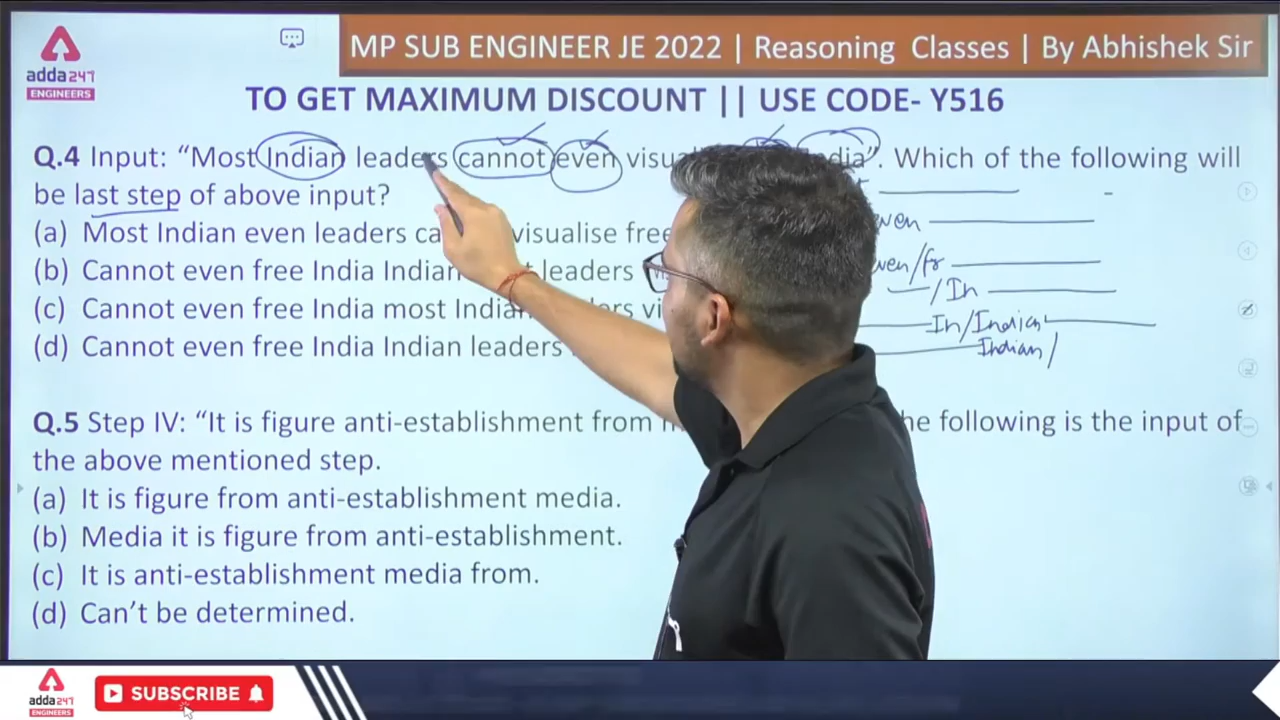 adda247
ENGINEERS
MP SUB ENGINEER JE 2022 | Reasoning Classes | By Abhishek Sir
TO GET MAXIMUM DISCOUNT || USE CODE- Y516
Q.4 Input: “Most Indian leaders cannot even India”. Which of the following will
be last step of above input?
(a) Most Indian even leaders visualise
(b) Cannot even free India Indian leaders
(c) Cannot even free India most
(d) Cannot even free India Indian leaders
/ In
In/Indian
Indian/
Q.5 Step IV: “It is figure anti-establishment from the following is the input of
the above mentioned step.
(a) It is figure from anti-establishment media.
(b) Media it is figure from anti-establishment.
(c) It is anti-establishment media from.
(d) Can’t be determined.
adda247
ENGINEERS
SUBSCRIBE